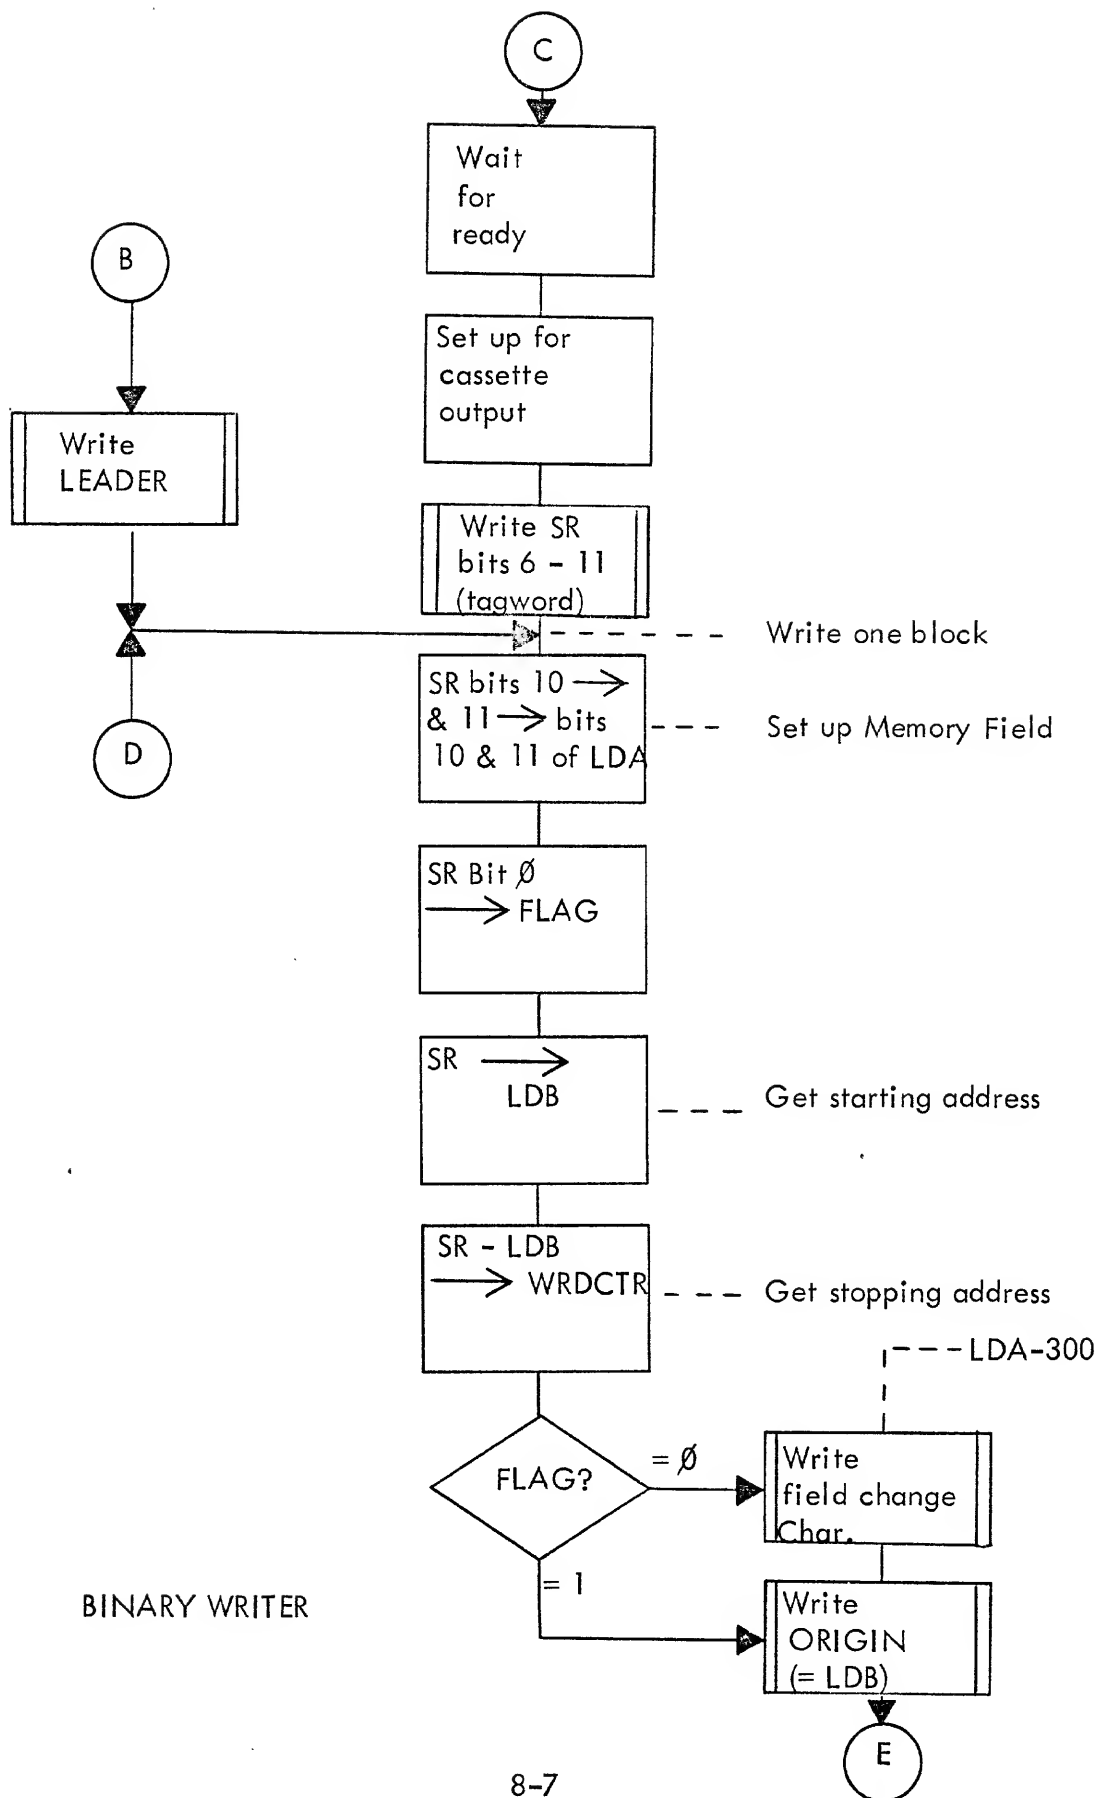 C
Wait
for
ready
B
Set up for
cassette
output
Write
LEADER
Write SR
bits 6 - 11
(tagword)
Write one block
SR bits 10 →
& 11 → bits
10 & 11 of LDA
Set up Memory Field
D
SR Bit Ø
→ FLAG
SR →
LDB
Get starting address
SR - LDB
→ WRDCTR
Get stopping address
LDA-300
FLAG?
= Ø
Write
field change
Char.
= 1
BINARY WRITER
Write
ORIGIN
(= LDB)
E
8-7